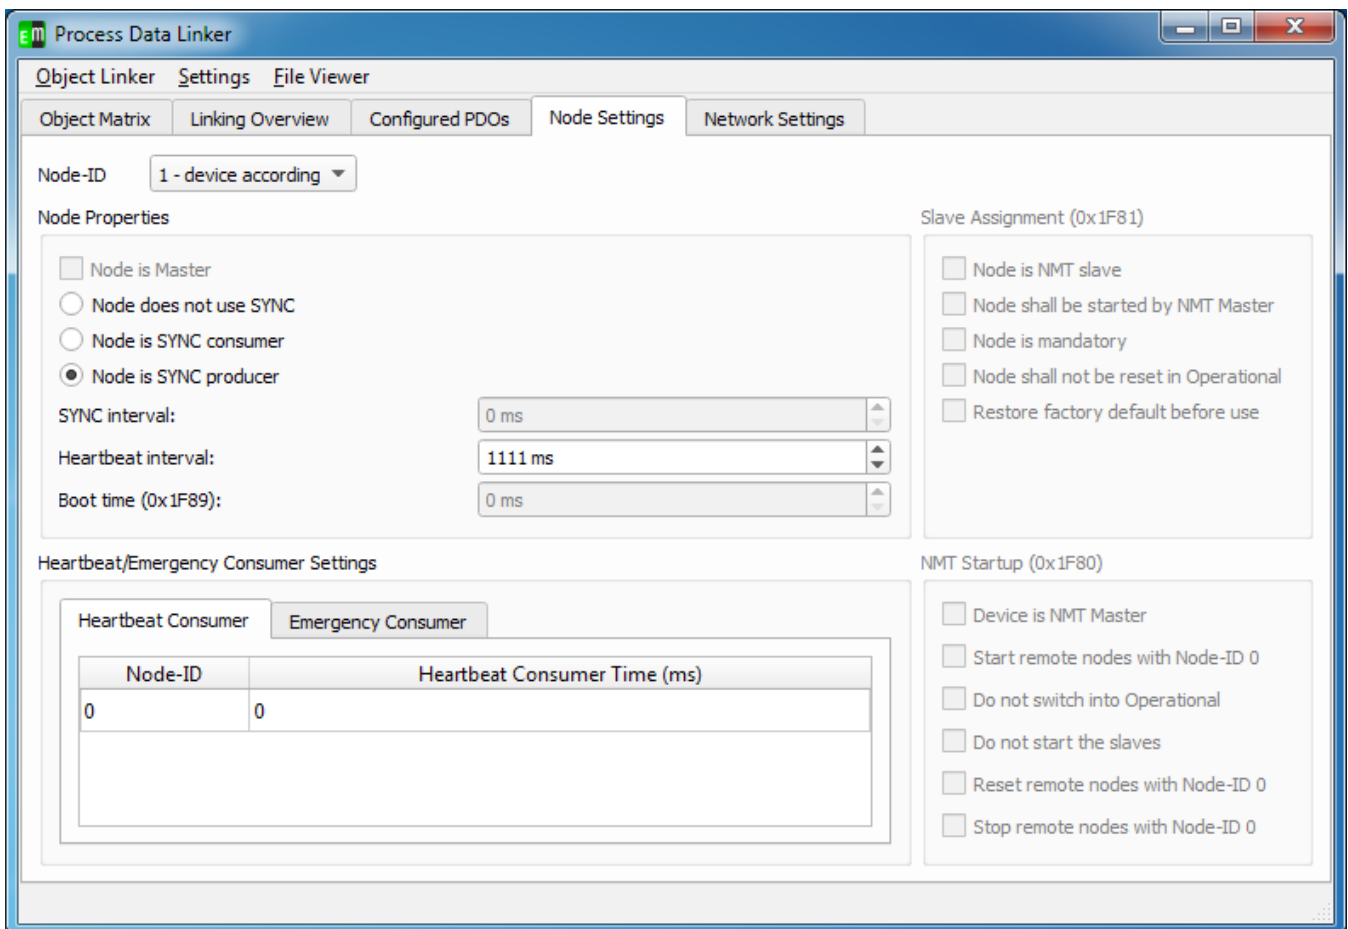 Em Process Data Linker
Object Linker Settings File Viewer
Object Matrix Linking Overview Configured PDOs Node Settings Network Settings
Node-ID 1 - device according
Node Properties
Node is Master
Node does not use SYNC
Node is SYNC consumer
Node is SYNC producer
SYNC interval: 0 ms
Heartbeat interval: 1111 ms
Boot time (0x1F89): 0 ms
Slave Assignment (0x1F81)
Node is NMT slave
Node shall be started by NMT Master
Node is mandatory
Node shall not be reset in Operational
Restore factory default before use
Heartbeat/Emergency Consumer Settings
Heartbeat Consumer Emergency Consumer
Node-ID Heartbeat Consumer Time (ms)
0 0
NMT Startup (0x1F80)
Device is NMT Master
Start remote nodes with Node-ID 0
Do not switch into Operational
Do not start the slaves
Reset remote nodes with Node-ID 0
Stop remote nodes with Node-ID 0